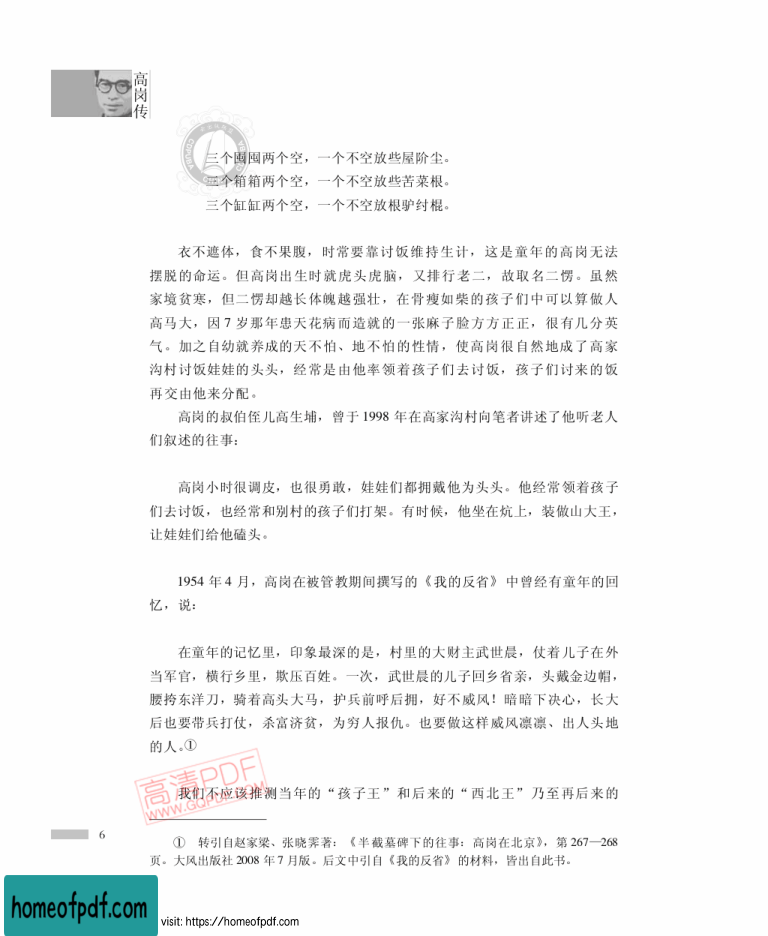 高岗传
三个囤囤两个空，一个不空放些屋阶尘。
三个箱箱两个空，一个不空放些苦菜根。
三个缸缸两个空，一个不空放根驴纣棍。
衣不遮体，食不果腹，时常要靠讨饭维持生计，这是童年的高岗无法
摆脱的命运。但高岗出生时就虎头虎脑，又排行老二，故取名二愣。虽然
家境贫寒，但二愣却越长体魄越强壮，在骨瘦如柴的孩子们中可以算做人
高马大，因 7 岁那年患天花病而造就的一张麻子脸方方正正，很有几分英
气。加之自幼就养成的天不怕、地不怕的性情，使高岗很自然地成了高家
沟村讨饭娃娃的头头，经常是由他率领着孩子们去讨饭，孩子们讨来的饭
再交由他来分配。
高岗的叔伯侄儿高生埔，曾于 1998 年在高家沟村向笔者讲述了他听老人
们叙述的往事：
高岗小时很调皮，也很勇敢，娃娃们都拥戴他为头头。他经常领着孩子
们去讨饭，也经常和别村的孩子们打架。有时候，他坐在炕上，装做山大王，
让娃娃们给他磕头。
1954 年 4 月，高岗在被管教期间撰写的《我的反省》中曾经有童年的回
忆，说：
在童年的记忆里，印象最深的是，村里的大财主武世晨，仗着儿子在外
当军官，横行乡里，欺压百姓。一次，武世晨的儿子回乡省亲，头戴金边帽，
腰挎东洋刀，骑着高头大马，护兵前呼后拥，好不威风！暗暗下决心，长大
后也要带兵打仗，杀富济贫，为穷人报仇。也要做这样威风凛凛、出人头地
的人。①
高清PDF
WWW.GQPDF.COM
我们不应该推测当年的“孩子王”和后来的“西北王”乃至再后来的
6
① 转引自赵家梁、张晓霁著：《半截墓碑下的往事：高岗在北京》，第 267—268
页。大风出版社 2008 年 7 月版。后文中引自《我的反省》的材料，皆出自此书。
homeofpdf.com
visit: https://homeofpdf.com